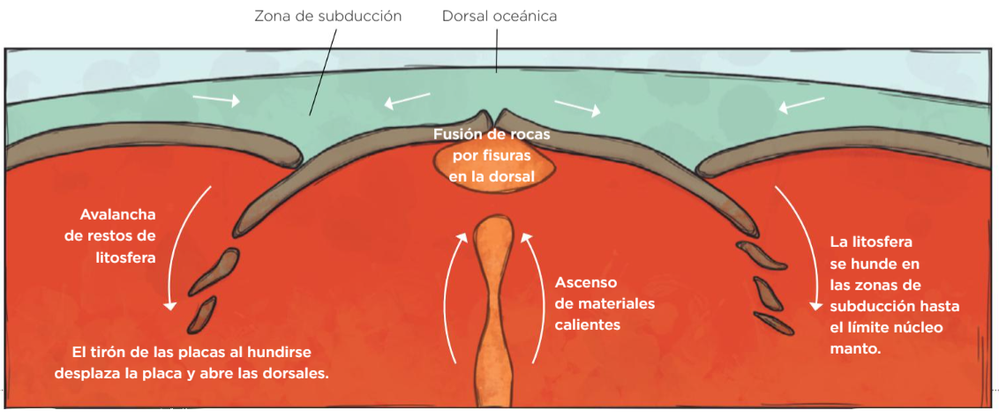 Zona de subducción
Dorsal oceánica
Fusión de rocas
por fisuras
en la dorsal
Avalancha
de restos de
litosfera
Ascenso
de materiales
calientes
La litosfera
se hunde en
las zonas de
subducción hasta
el límite núcleo
manto.
El tirón de las placas al hundirse
desplaza la placa y abre las dorsales.